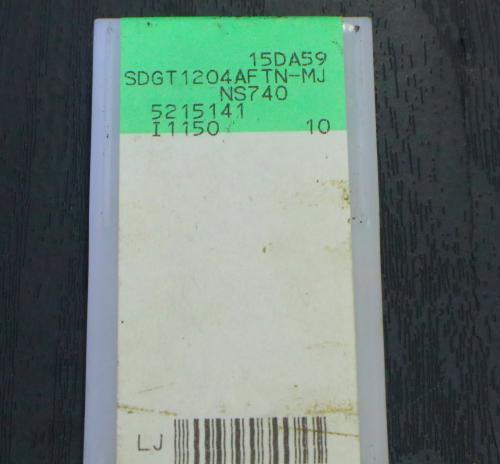 15DA59
SDGT1204AFTN-MJ
NS740
5215141
I1150 10
LJ